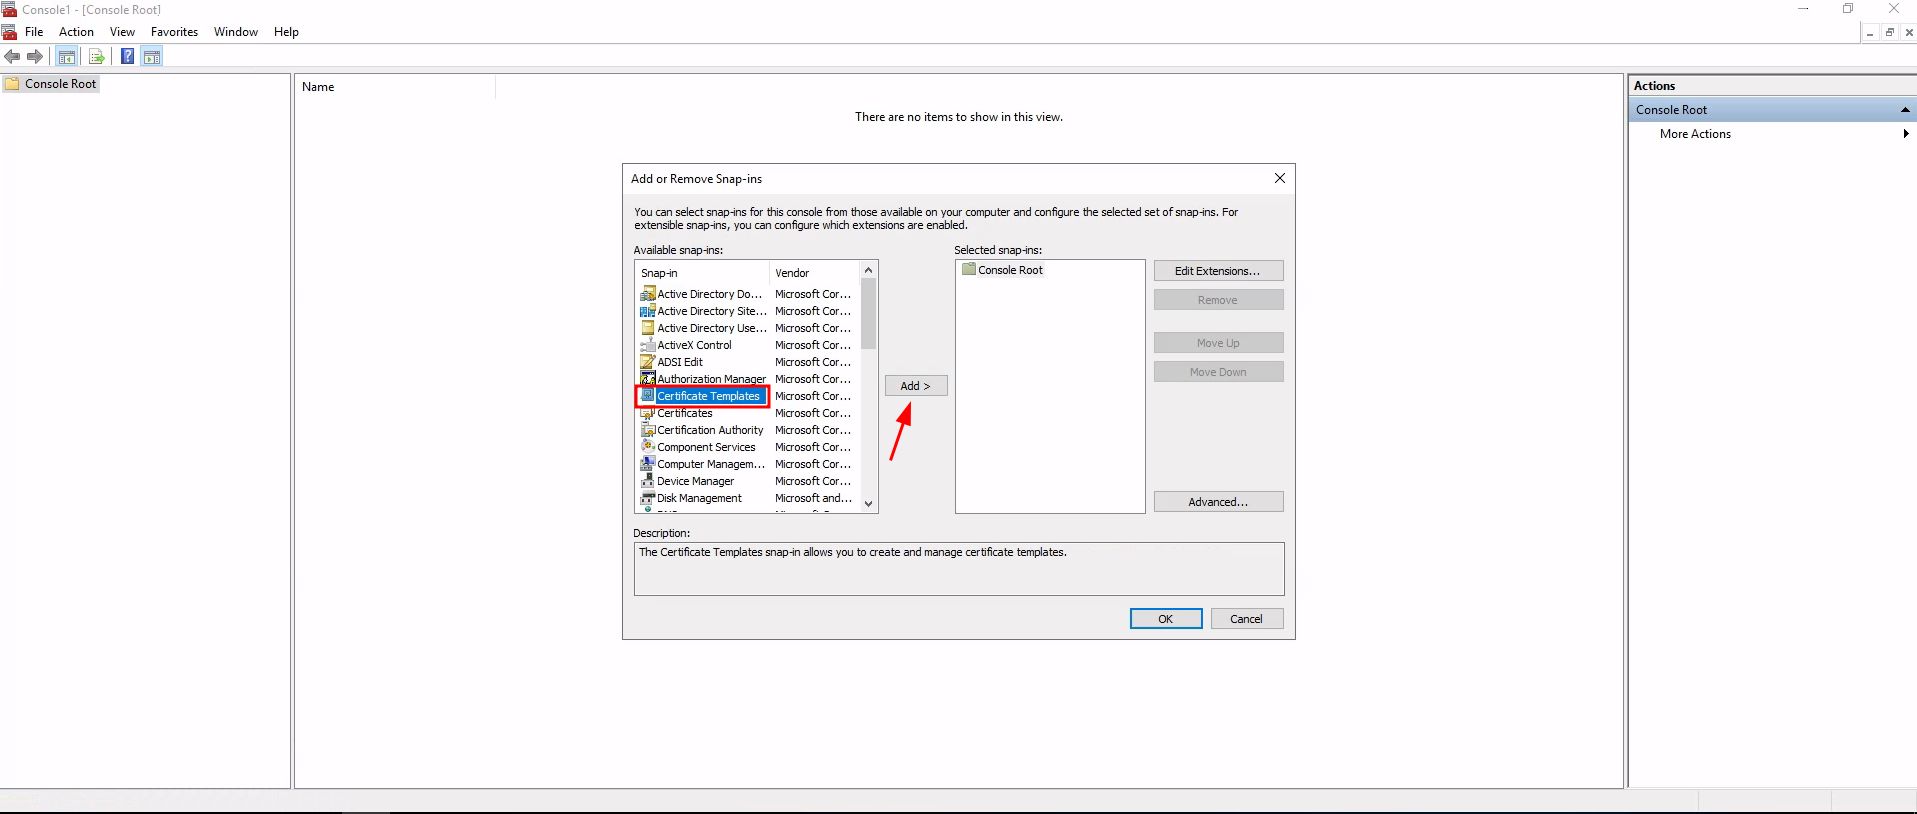 Console1 - [Console Root]
File Action View Favorites Window Help
Console Root
Name
There are no items to show in this view.
Actions
Console Root
More Actions
Add or Remove Snap-ins
You can select snap-ins for this console from those available on your computer and configure the selected set of snap-ins. For
extensible snap-ins, you can configure which extensions are enabled.
Available snap-ins:
Snap-in Vendor
Active Directory Do... Microsoft Cor...
Active Directory Site... Microsoft Cor...
Active Directory Use... Microsoft Cor...
ActiveX Control Microsoft Cor...
ADSI Edit Microsoft Cor...
Authorization Manager Microsoft Cor...
Certificate Templates Microsoft Cor...
Certificates Microsoft Cor...
Certification Authority Microsoft Cor...
Component Services Microsoft Cor...
Computer Managem... Microsoft Cor...
Device Manager Microsoft Cor...
Disk Management Microsoft and...
Add >
Selected snap-ins:
Console Root
Edit Extensions...
Remove
Move Up
Move Down
Advanced...
Description:
The Certificate Templates snap-in allows you to create and manage certificate templates.
OK Cancel